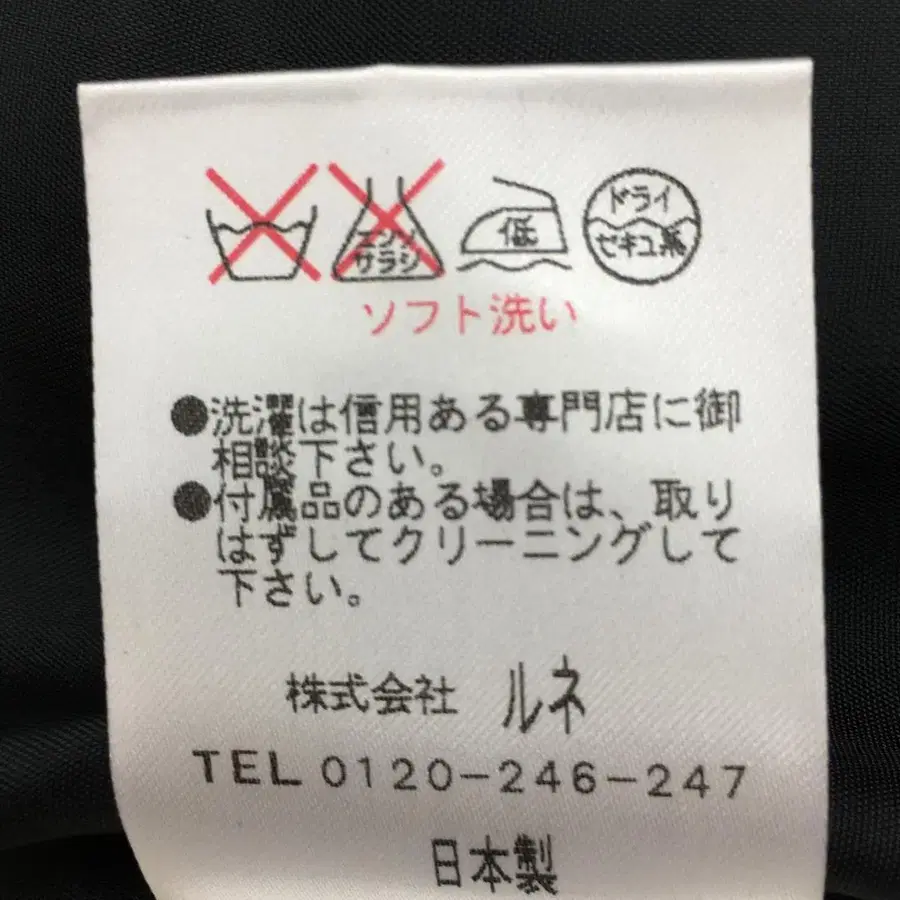 エンソ サラシ 低 ドライ セキユ系
ソフト洗い
●洗濯は信用ある専門店に御
相談下さい。
●付属品のある場合は、取り
はずしてクリーニングして
下さい。
株式会社 ルネ
TEL 0120-246-247
日本製